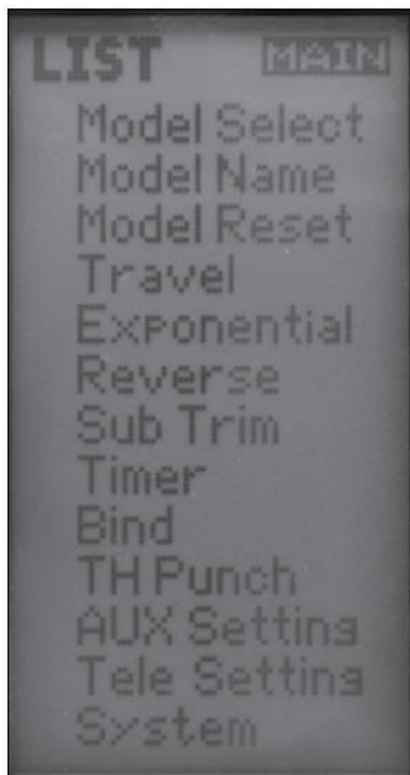 LIST MAIN
Model Select
Model Name
Model Reset
Travel
Exponential
Reverse
Sub Trim
Timer
Bind
TH Punch
AUX Setting
Tele Setting
System